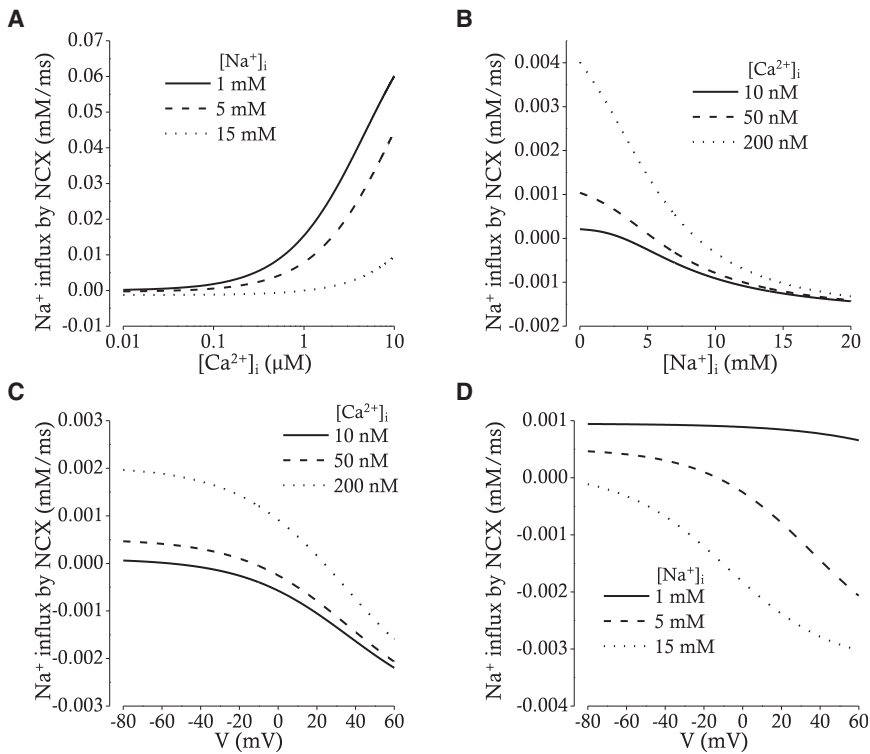 A
Na⁺ influx by NCX (mM/ms)
0.07
0.06
0.05
0.04
0.03
0.02
0.01
0.00
-0.01
[Na⁺]ᵢ
1 mM
5 mM
15 mM
0.01 0.1 1 10
[Ca²⁺]ᵢ (μM)
B
Na⁺ influx by NCX (mM/ms)
0.004
0.003
0.004
0.002
0.001
0.000
-0.001
-0.002
[Ca²⁺]ᵢ
10 nM
50 nM
200 nM
0 5 10 15 20
[Na⁺]ᵢ (mM)
C
Na⁺ influx by NCX (mM/ms)
0.003
0.002
0.001
0.000
-0.001
-0.002
-0.003
[Ca²⁺]ᵢ
10 nM
50 nM
200 nM
-80 -60 -40 -20 0 20 40 60
V (mV)
D
Na⁺ influx by NCX (mM/ms)
0.001
0.000
-0.001
-0.002
-0.003
-0.004
[Na⁺]ᵢ
1 mM
5 mM
15 mM
-80 -60 -40 -20 0 20 40 60
V (mV)